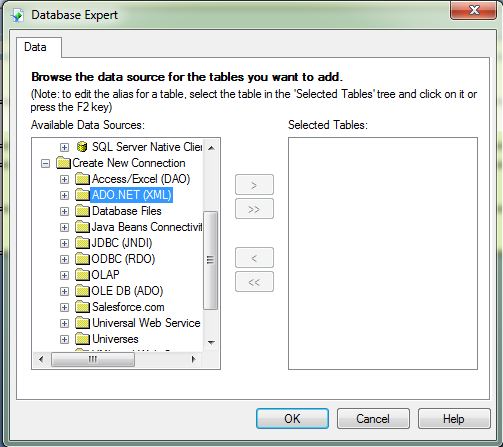 Database Expert
Data
Browse the data source for the tables you want to add.
(Note: to edit the alias for a table, select the table in the 'Selected Tables' tree and click on it or
press the F2 key)
Available Data Sources:
Selected Tables:
SQL Server Native Clier
Create New Connection
Access/Excel (DAO)
ADO.NET (XML)
Database Files
Java Beans Connectivit
JDBC (JNDI)
ODBC (RDO)
OLAP
OLE DB (ADO)
Salesforce.com
Universal Web Service
Universes
>
>>
<
<<
OK
Cancel
Help